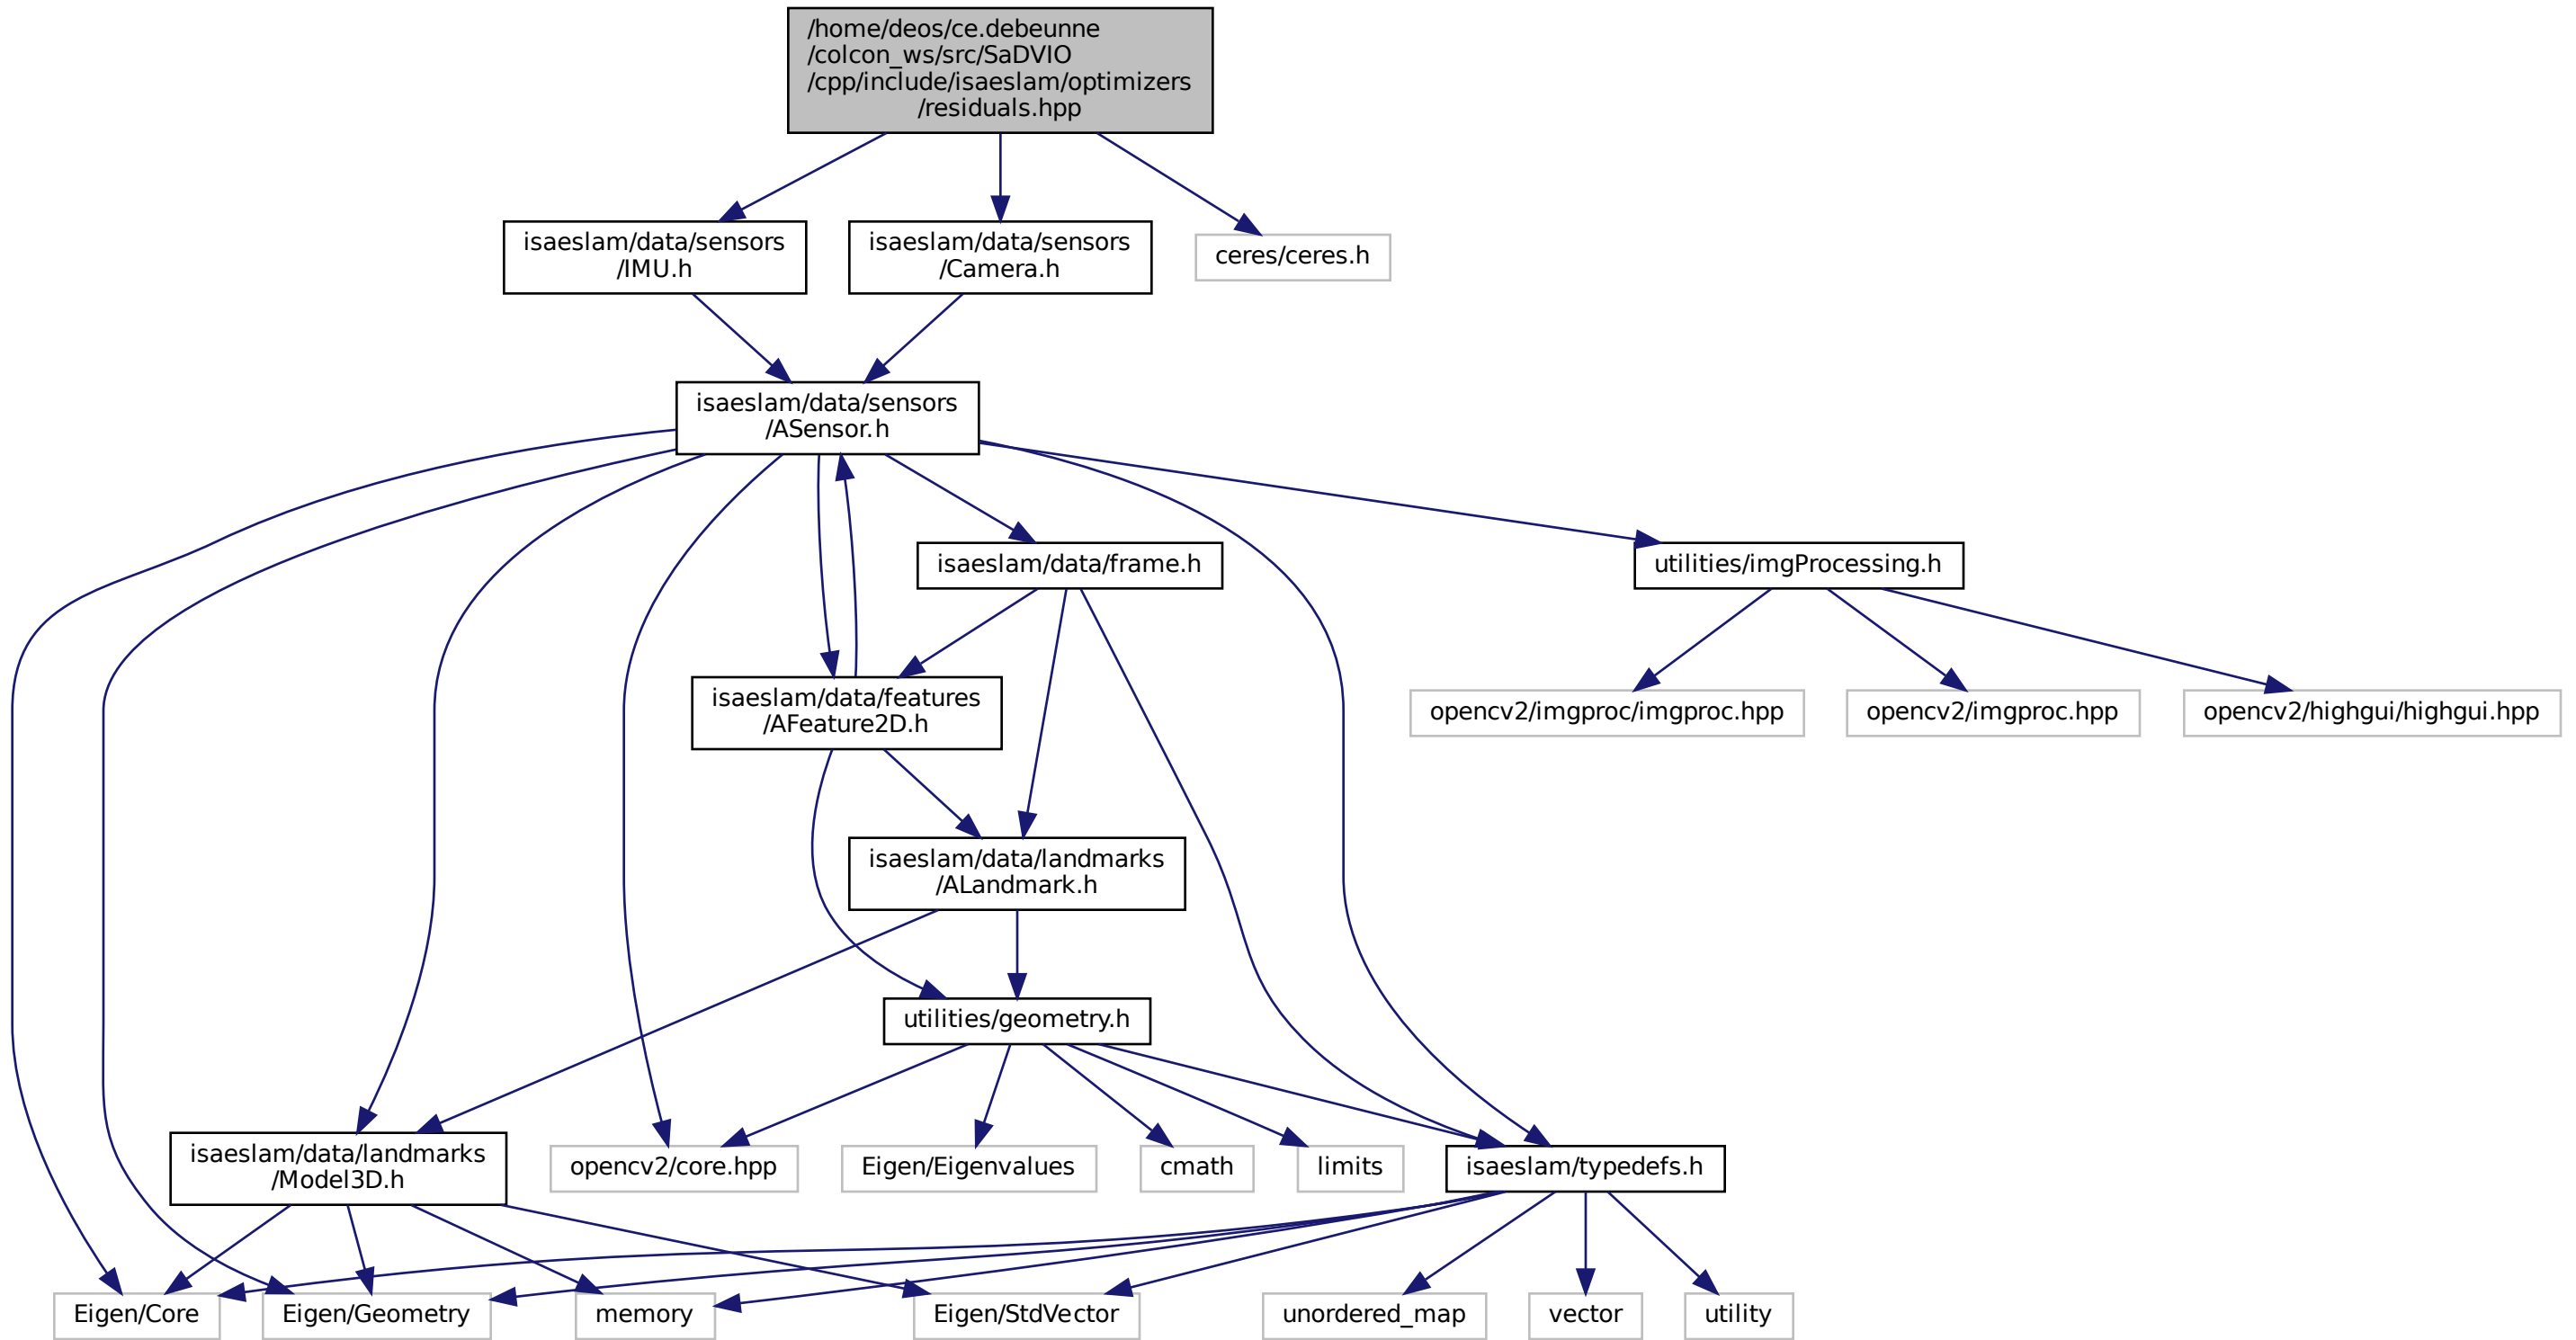 /home/deos/ce.debeunne
/colcon_ws/src/SaDVIO
/cpp/include/isaeslam/optimizers
/residuals.hpp
isaeslam/data/sensors
/IMU.h
isaeslam/data/sensors
/Camera.h
ceres/ceres.h
isaeslam/data/sensors
/ASensor.h
isaeslam/data/frame.h
utilities/imgProcessing.h
isaeslam/data/features
/AFeature2D.h
opencv2/imgproc/imgproc.hpp
opencv2/imgproc.hpp
opencv2/highgui/highgui.hpp
isaeslam/data/landmarks
/ALandmark.h
utilities/geometry.h
isaeslam/data/landmarks
/Model3D.h
opencv2/core.hpp
Eigen/Eigenvalues
cmath
limits
isaeslam/typedefs.h
Eigen/Core
Eigen/Geometry
memory
Eigen/StdVector
unordered_map
vector
utility